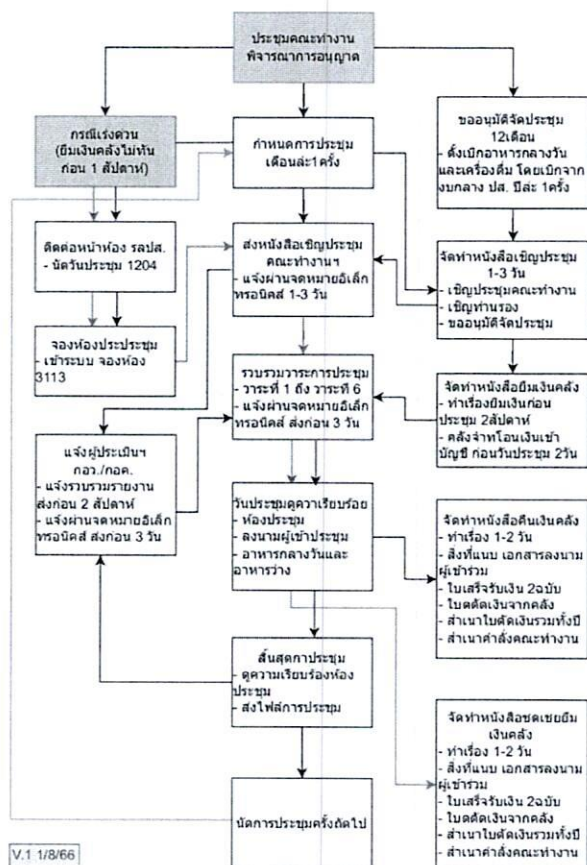 ประชุมคณะทำงาน
พิจารณาการอนุญาต
กรณีเร่งด่วน
(ยืมเงินคลังไม่ทัน
ก่อน 1 สัปดาห์)
กำหนดการประชุม
เดือนล่ะ1ครั้ง
ขออนุมัติจัดประชุม
12เดือน
- ตั้งเบิกอาหารกลางวัน
และเครื่องดื่ม โดยเบิกจาก
งบกลาง ปส. ปีล่ะ 1ครั้ง
ติดต่อหน้าห้อง รลปส.
- นัดวันประชุม 1204
ส่งหนังสือเชิญประชุม
คณะทำงานฯ
- แจ้งผ่านจดหมายอิเล็ก
ทรอนิคส์ 1-3 วัน
จัดทำหนังสือเชิญประชุม
1-3 วัน
- เชิญประชุมคณะทำงาน
- เชิญท่านรอง
- ขออนุมัติจัดประชุม
จองห้องประประชุม
- เข้าระบบ จองห้อง
3113
รวบรวมวาระการประชุม
- วาระที่ 1 ถึง วาระที่ 6
- แจ้งผ่านจดหมายอิเล็ก
ทรอนิคส์ ส่งก่อน 3 วัน
จัดทำหนังสือยืมเงินคลัง
- ทำเรื่องยืมเงินก่อน
ประชุม 2สัปดาห์
- คลังจ่าทโอนเงินเข้า
บัญชี ก่อนวันประชุม 2วัน
แจ้งผู้ประเมินฯ
กอว./กอค.
- แจ้งรวบรวมรายงาน
ส่งก่อน 2 สัปดาห์
- แจ้งผ่านจดหมายอิเล็ก
ทรอนิคส์ ส่งก่อน 3 วัน
วันประชุมดูควาเรียบร้อย
- ห้องประชุม
- ลงนามผู้เข้าประชุม
- อาหารกลางวันและ
อาหารว่าง
จัดทำหนังสือคืนเงินคลัง
- ทำเรื่อง 1-2 วัน
- สิ่งที่แนบ เอกสารลงนาม
ผู้เข้าร่วม
- ใบเสร็จรับเงิน 2ฉบับ
- ใบตดัดเงินจากคลัง
- สำเนาใบตัดเงินรวมทั้งปี
- สำเนาคำลังคณะทำงาน
สิ้นสุดกาประชุม
- ดูความเรียบร้องห้อง
ประชุม
- ส่งไฟล์การประชุม
จัดทำหนังสือชดเชยยืม
เงินคลัง
- ทำเรื่อง 1-2 วัน
- สิ่งที่แนบ เอกสารลงนาม
ผู้เข้าร่วม
- ใบเสร็จรับเงิน 2ฉบับ
- ใบตดัดเงินจากคลัง
- สำเนาใบตัดเงินรวมทั้งปี
- สำเนาคำลังคณะทำงาน
นัดการประชุมครั้งถัดไป
V.1 1/8/66